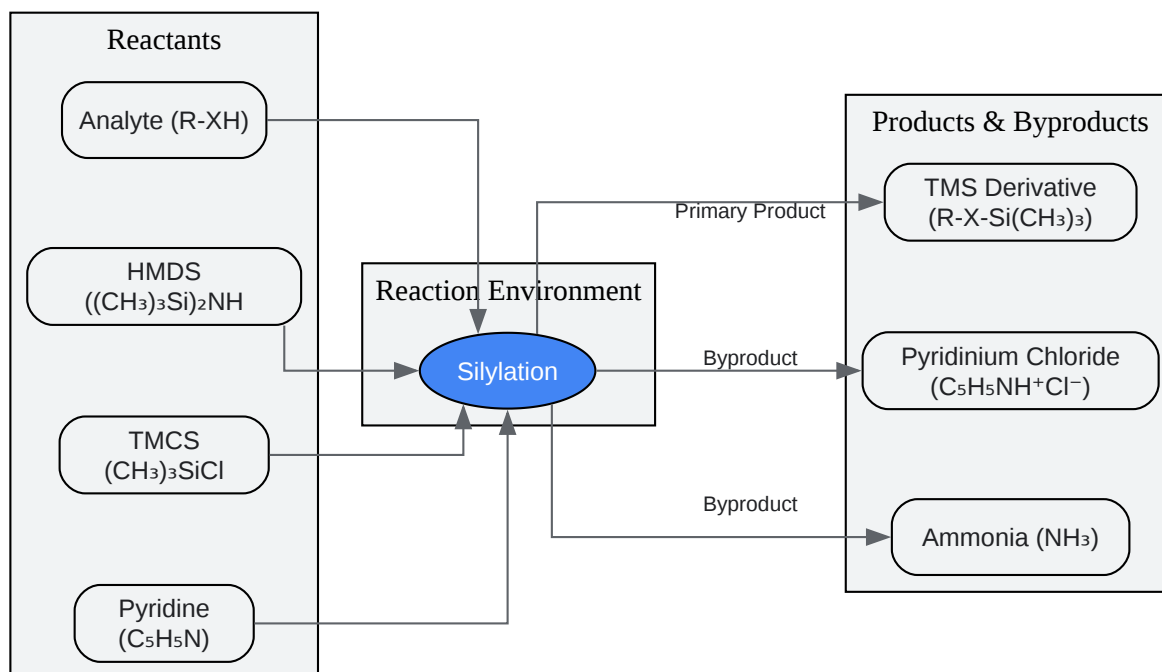 Reactants
Analyte (R-XH)
HMDS
((CH₃)₃Si)₂NH
TMCS
(CH₃)₃SiCl
Pyridine
(C₅H₅N)
Reaction Environment
Silylation
Primary Product
Byproduct
Byproduct
Products & Byproducts
TMS Derivative
(R-X-Si(CH₃)₃)
Pyridinium Chloride
(C₅H₅NH⁺Cl⁻)
Ammonia (NH₃)